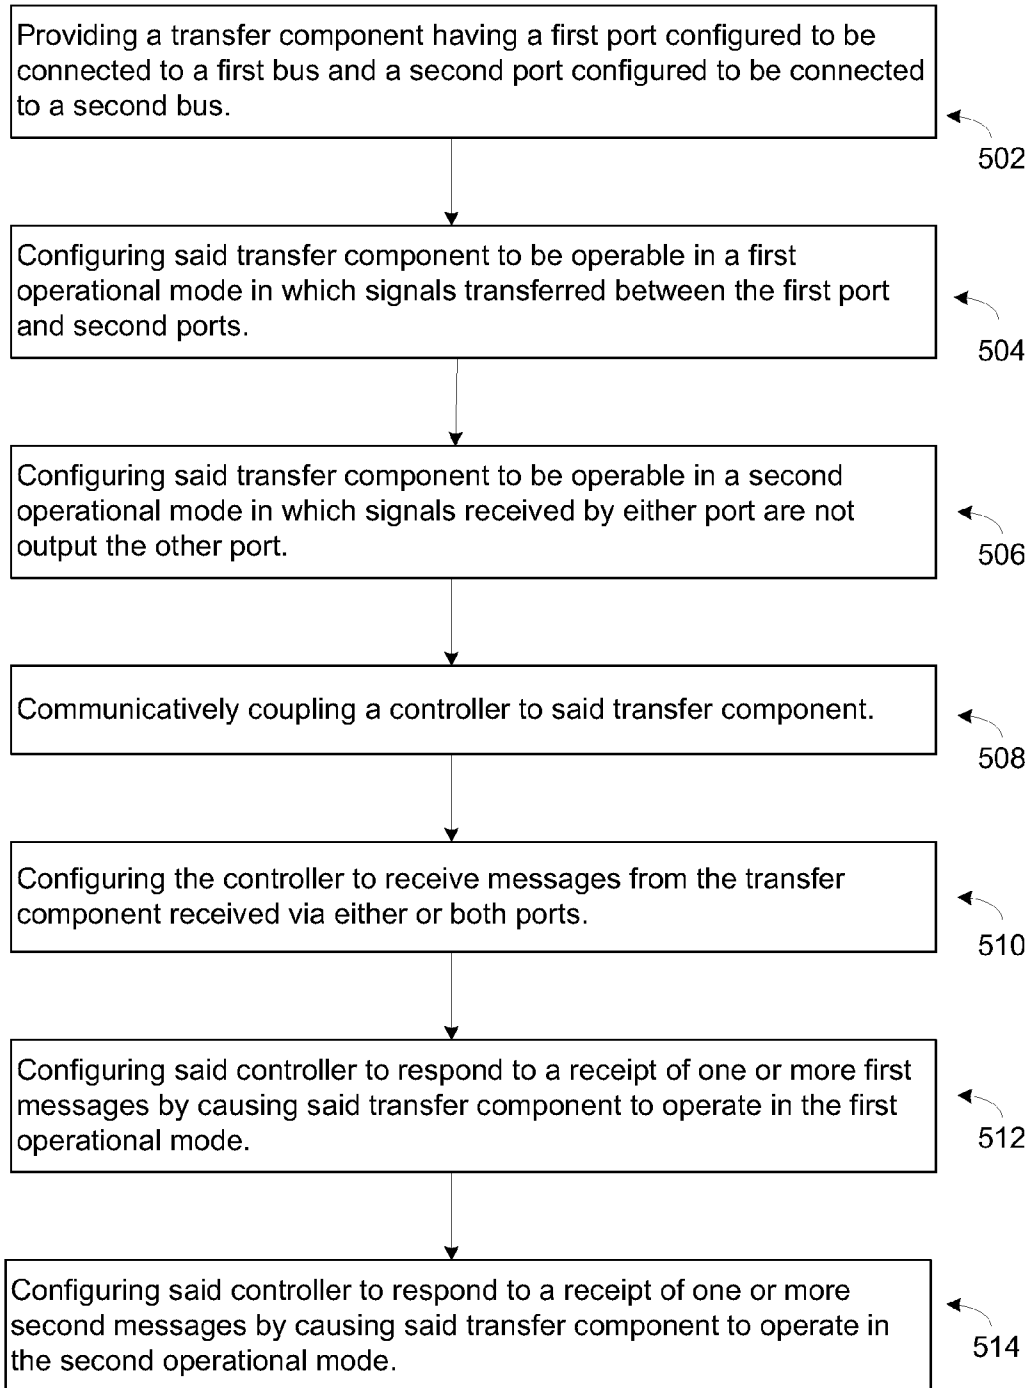 Providing a transfer component having a first port configured to be
connected to a first bus and a second port configured to be connected
to a second bus.
502
Configuring said transfer component to be operable in a first
operational mode in which signals transferred between the first port
and second ports.
504
Configuring said transfer component to be operable in a second
operational mode in which signals received by either port are not
output the other port.
506
Communicatively coupling a controller to said transfer component.
508
Configuring the controller to receive messages from the transfer
component received via either or both ports.
510
Configuring said controller to respond to a receipt of one or more first
messages by causing said transfer component to operate in the first
operational mode.
512
Configuring said controller to respond to a receipt of one or more
second messages by causing said transfer component to operate in
the second operational mode.
514